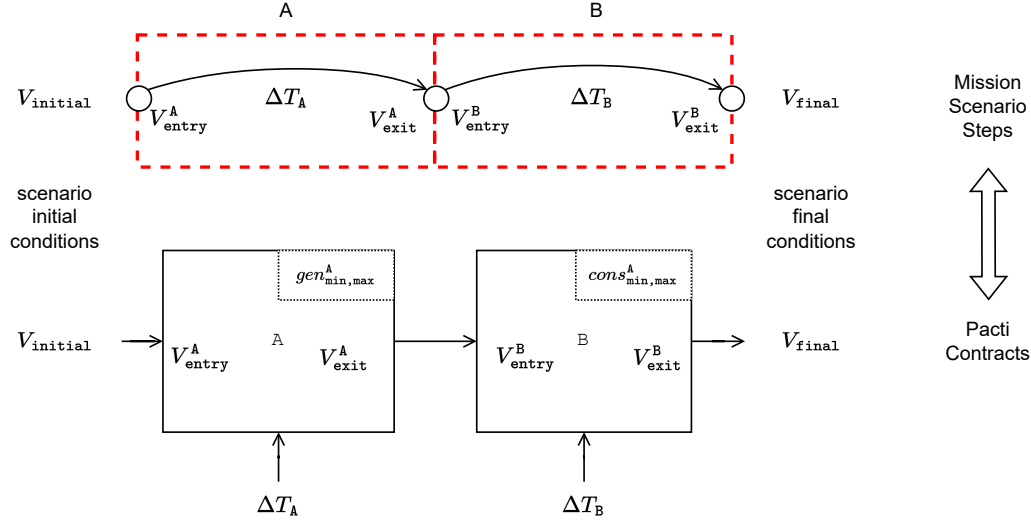 A
B
V_initial
ΔT_A
ΔT_B
V_final
V^A_entry
V^A_exit
V^B_entry
V^B_exit
Mission
Scenario
Steps
scenario
initial
conditions
scenario
final
conditions
gen^A_min,max
cons^A_min,max
V_initial
A
B
V_final
V^A_entry
V^A_exit
V^B_entry
V^B_exit
Pacti
Contracts
ΔT_A
ΔT_B